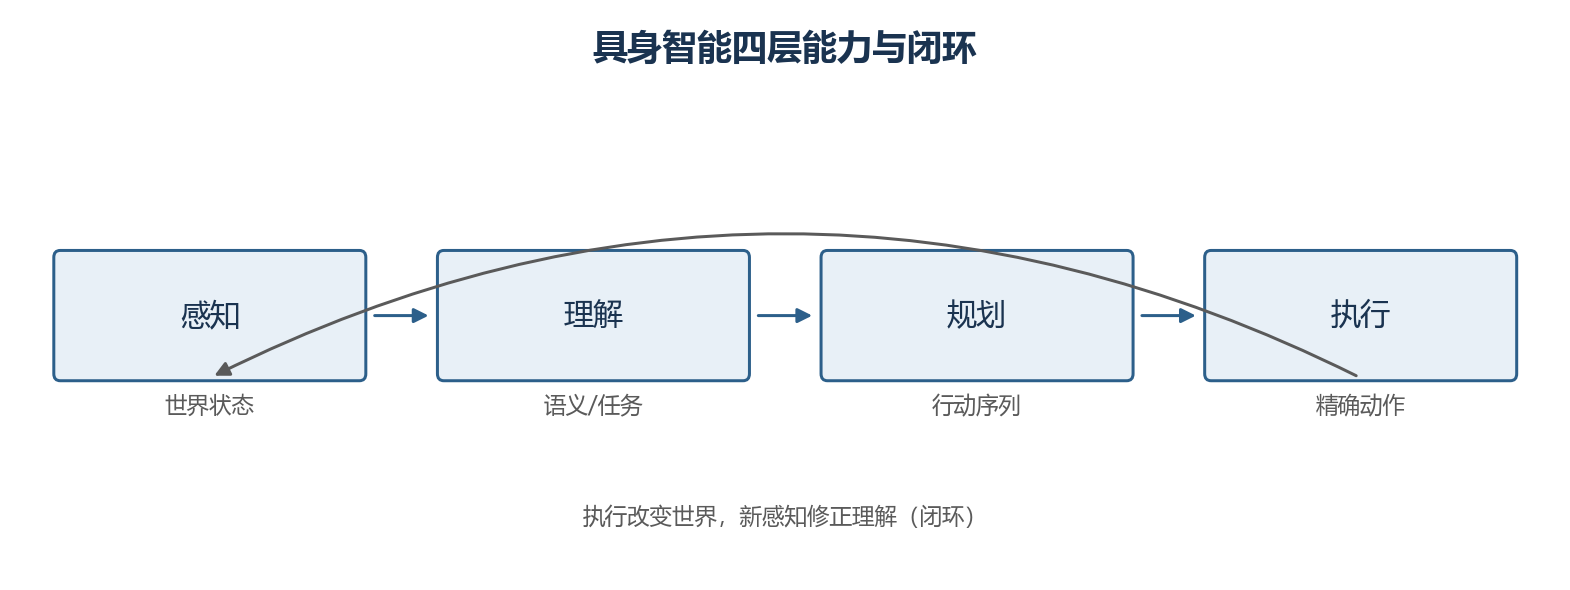 具身智能四层能力与闭环
感知
理解
规划
执行
世界状态
语义/任务
行动序列
精确动作
执行改变世界，新感知修正理解（闭环）